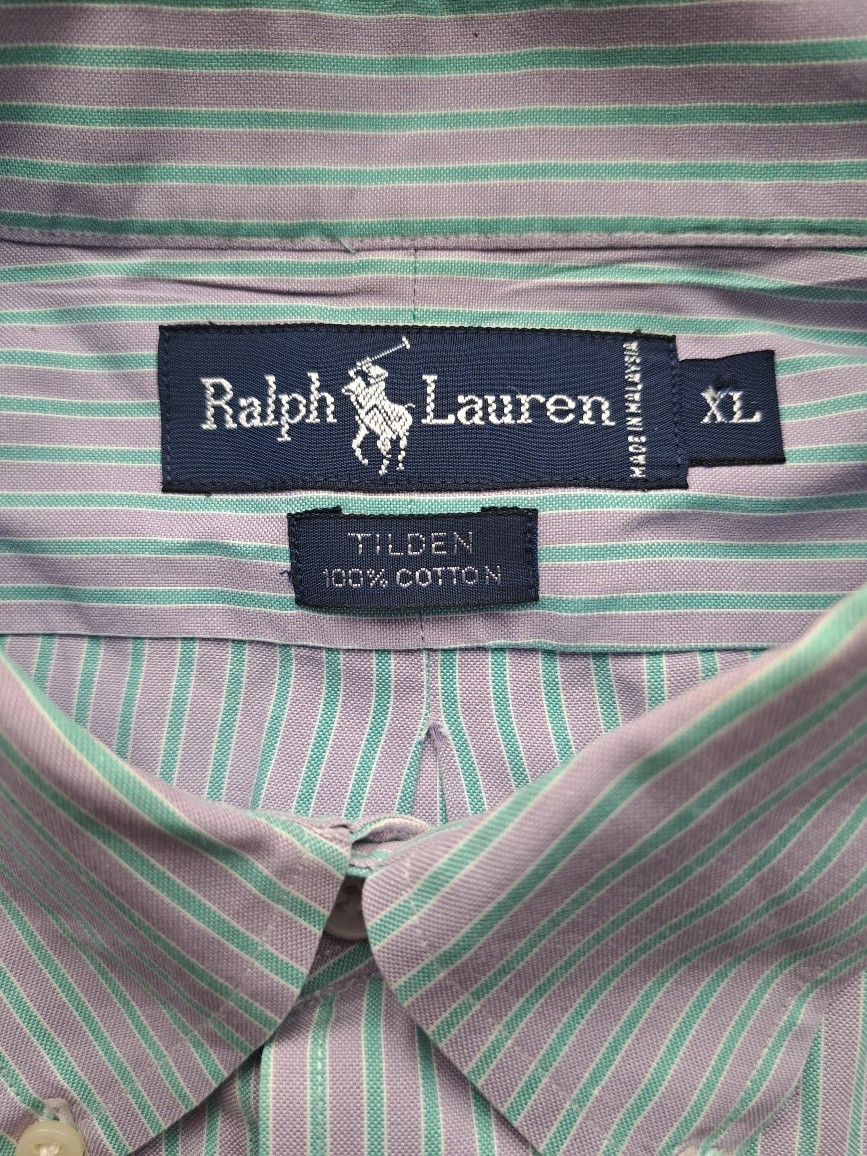 Ralph Lauren
MADE IN MALAYSIA
XL
TILDEN
100% COTTON